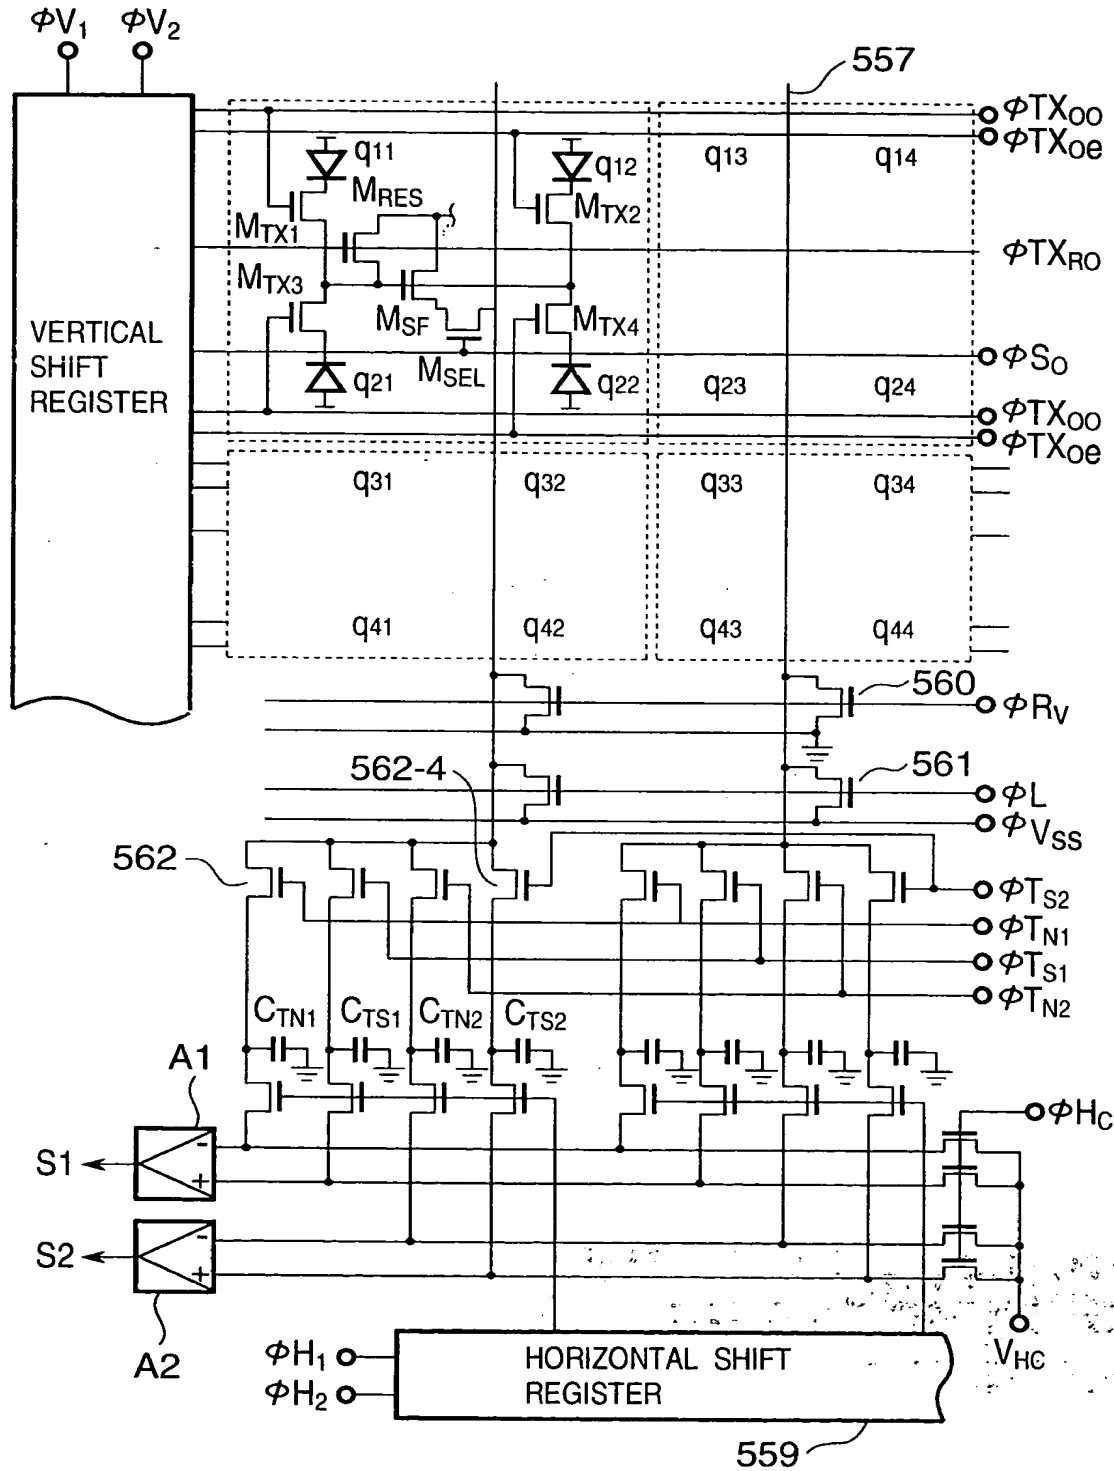 ϕV1 ϕV2
557
ϕTXOO
ϕTXOe
q11 q12 q13 q14
MRES
MTX1 MTX2
ϕTXRO
MTX3
MSF MTX4
VERTICAL
SHIFT
REGISTER
MSEL
ϕSO
q21 q22 q23 q24
ϕTXOO
ϕTXOe
q31 q32 q33 q34
q41 q42 q43 q44
560
ϕRV
562-4 561
ϕL
ϕVSS
562
ϕTS2
ϕTN1
ϕTS1
ϕTN2
CTN1 CTS1 CTN2 CTS2
A1
ϕHC
-
S1
+
-
S2
+
A2
VHC
ϕH1
ϕH2
HORIZONTAL SHIFT
REGISTER
559